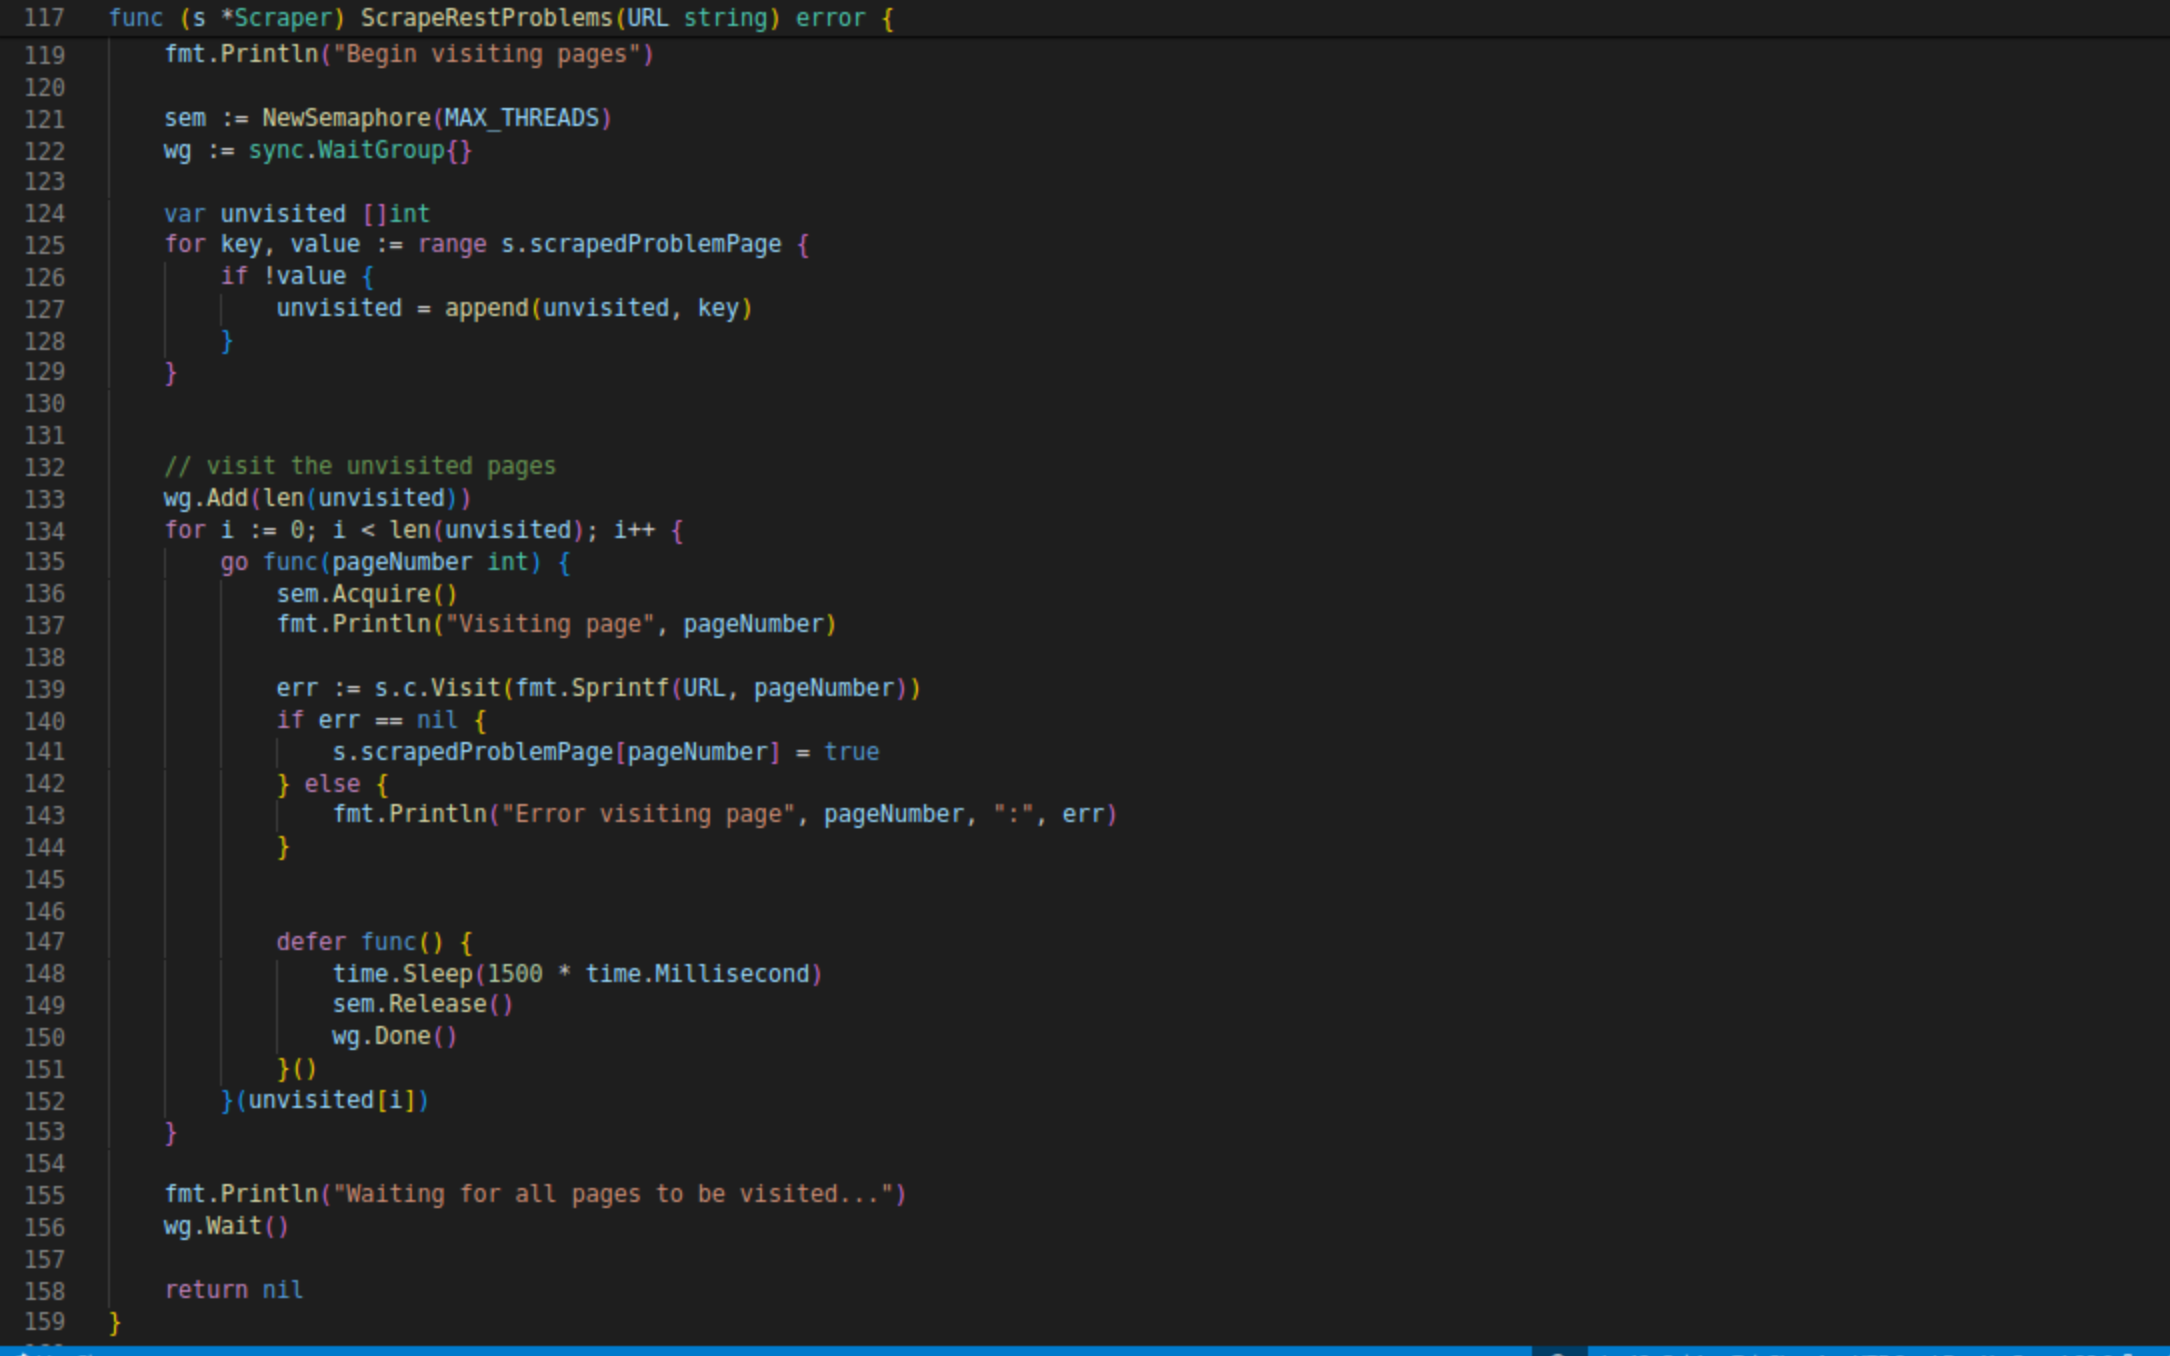 117 func (s *Scraper) ScrapeRestProblems(URL string) error {
119     fmt.Println("Begin visiting pages")
120
121     sem := NewSemaphore(MAX_THREADS)
122     wg := sync.WaitGroup{}
123
124     var unvisited []int
125     for key, value := range s.scrapedProblemPage {
126         if !value {
127             unvisited = append(unvisited, key)
128         }
129     }
130
131
132     // visit the unvisited pages
133     wg.Add(len(unvisited))
134     for i := 0; i < len(unvisited); i++ {
135         go func(pageNumber int) {
136             sem.Acquire()
137             fmt.Println("Visiting page", pageNumber)
138
139             err := s.c.Visit(fmt.Sprintf(URL, pageNumber))
140             if err == nil {
141                 s.scrapedProblemPage[pageNumber] = true
142             } else {
143                 fmt.Println("Error visiting page", pageNumber, ":", err)
144             }
145
146
147             defer func() {
148                 time.Sleep(1500 * time.Millisecond)
149                 sem.Release()
150                 wg.Done()
151             }()
152         }(unvisited[i])
153     }
154
155     fmt.Println("Waiting for all pages to be visited...")
156     wg.Wait()
157
158     return nil
159 }